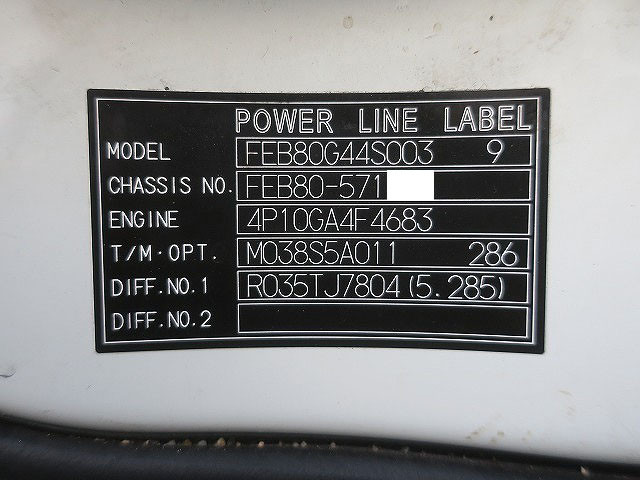 POWER LINE LABEL
MODEL FEB80G44S003 9
CHASSIS NO. FEB80-571
ENGINE 4P10GA4F4683
T/M·OPT. M038S5A011 286
DIFF.NO.1 R035TJ7804(5.285)
DIFF.NO.2